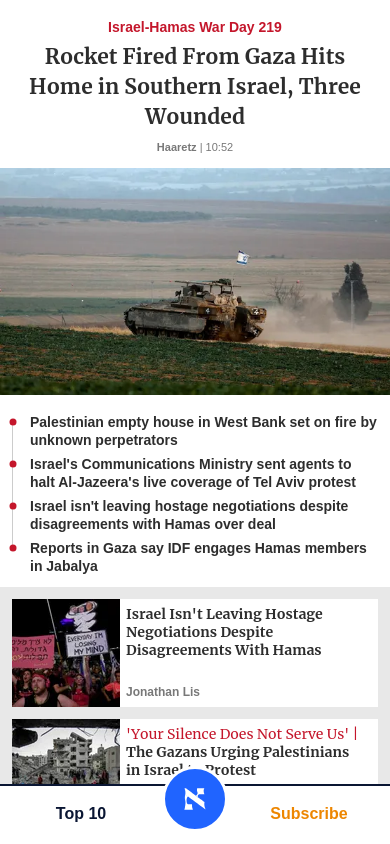 Israel-Hamas War Day 219
Rocket Fired From Gaza Hits
Home in Southern Israel, Three
Wounded
Haaretz | 10:52
Palestinian empty house in West Bank set on fire by
unknown perpetrators
Israel's Communications Ministry sent agents to
halt Al-Jazeera's live coverage of Tel Aviv protest
Israel isn't leaving hostage negotiations despite
disagreements with Hamas over deal
Reports in Gaza say IDF engages Hamas members
in Jabalya
EVERYDAY I'M
LOSING
MY MIND
Israel Isn't Leaving Hostage
Negotiations Despite
Disagreements With Hamas
Jonathan Lis
'Your Silence Does Not Serve Us' |
The Gazans Urging Palestinians
in Israel Protest
Top 10
Subscribe